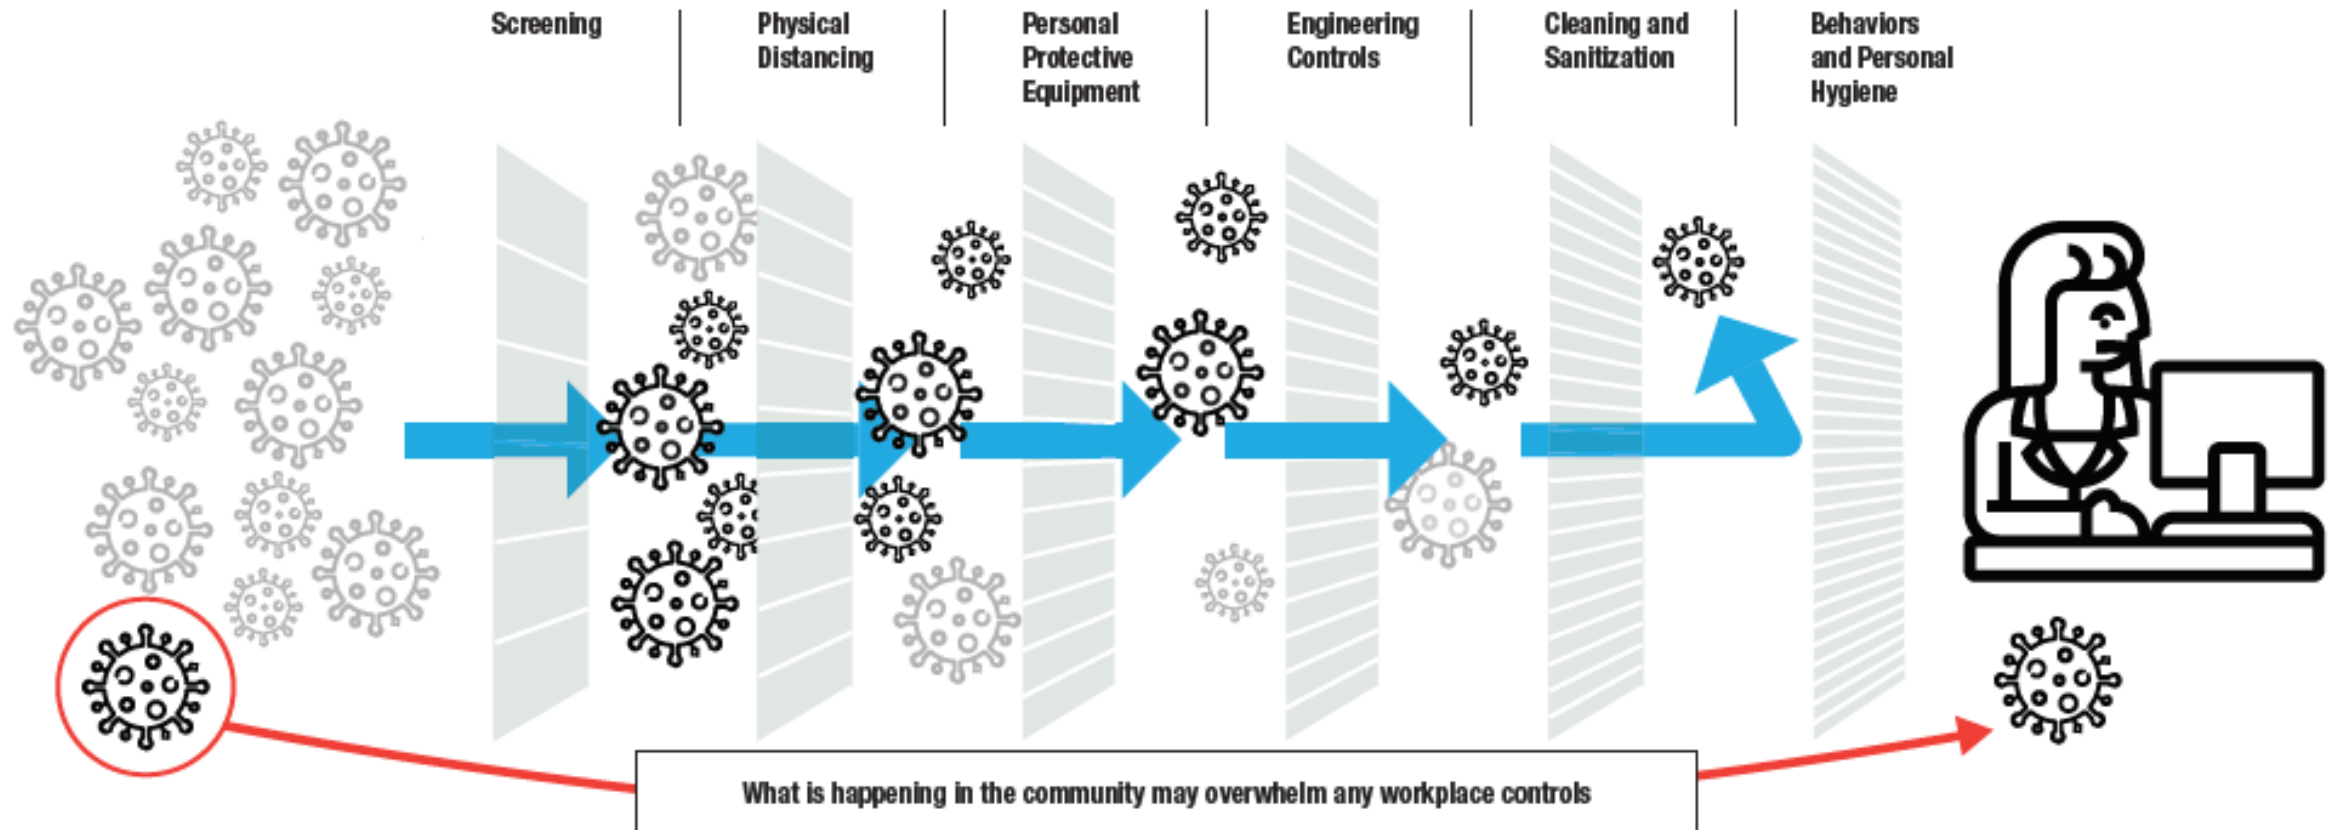 Screening
Physical
Distancing
Personal
Protective
Equipment
Engineering
Controls
Cleaning and
Sanitization
Behaviors
and Personal
Hygiene
What is happening in the community may overwhelm any workplace controls